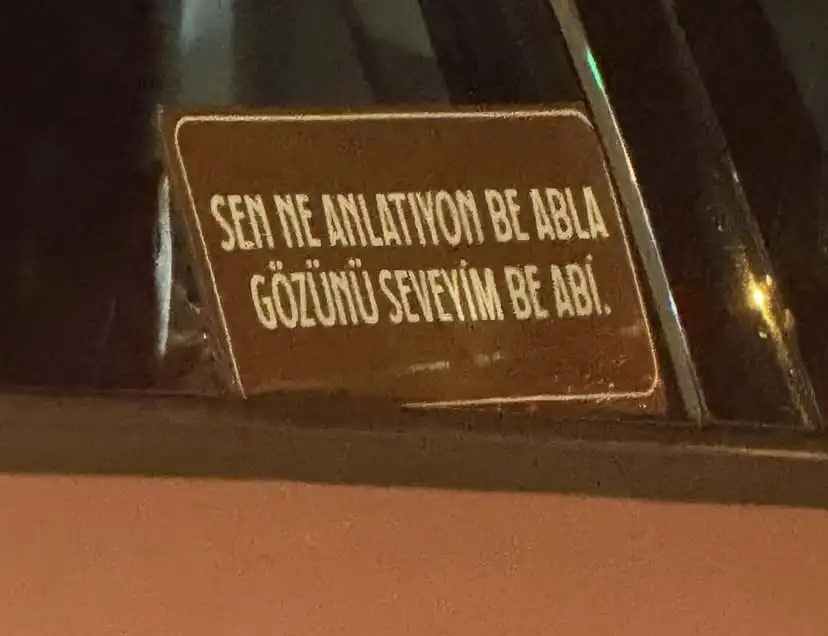 SEN NE ANLATIYON BE ABLA
GÖZÜNÜ SEVEYİM BE ABİ.